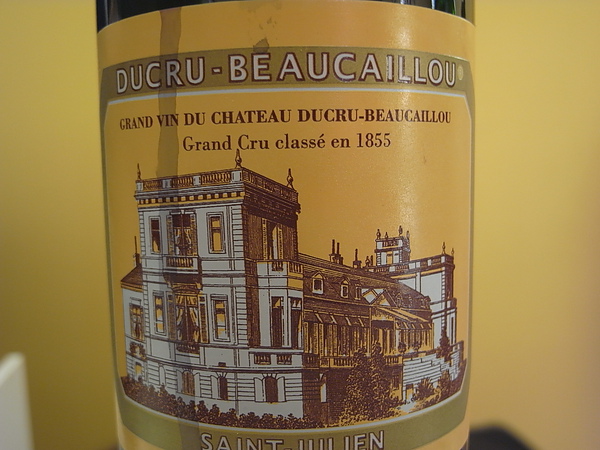 DUCRU-BEAUCAILLOU
GRAND VIN DU CHATEAU DUCRU-BEAUCAILLOU
Grand Cru classé en 1855
SAINT-JULIEN